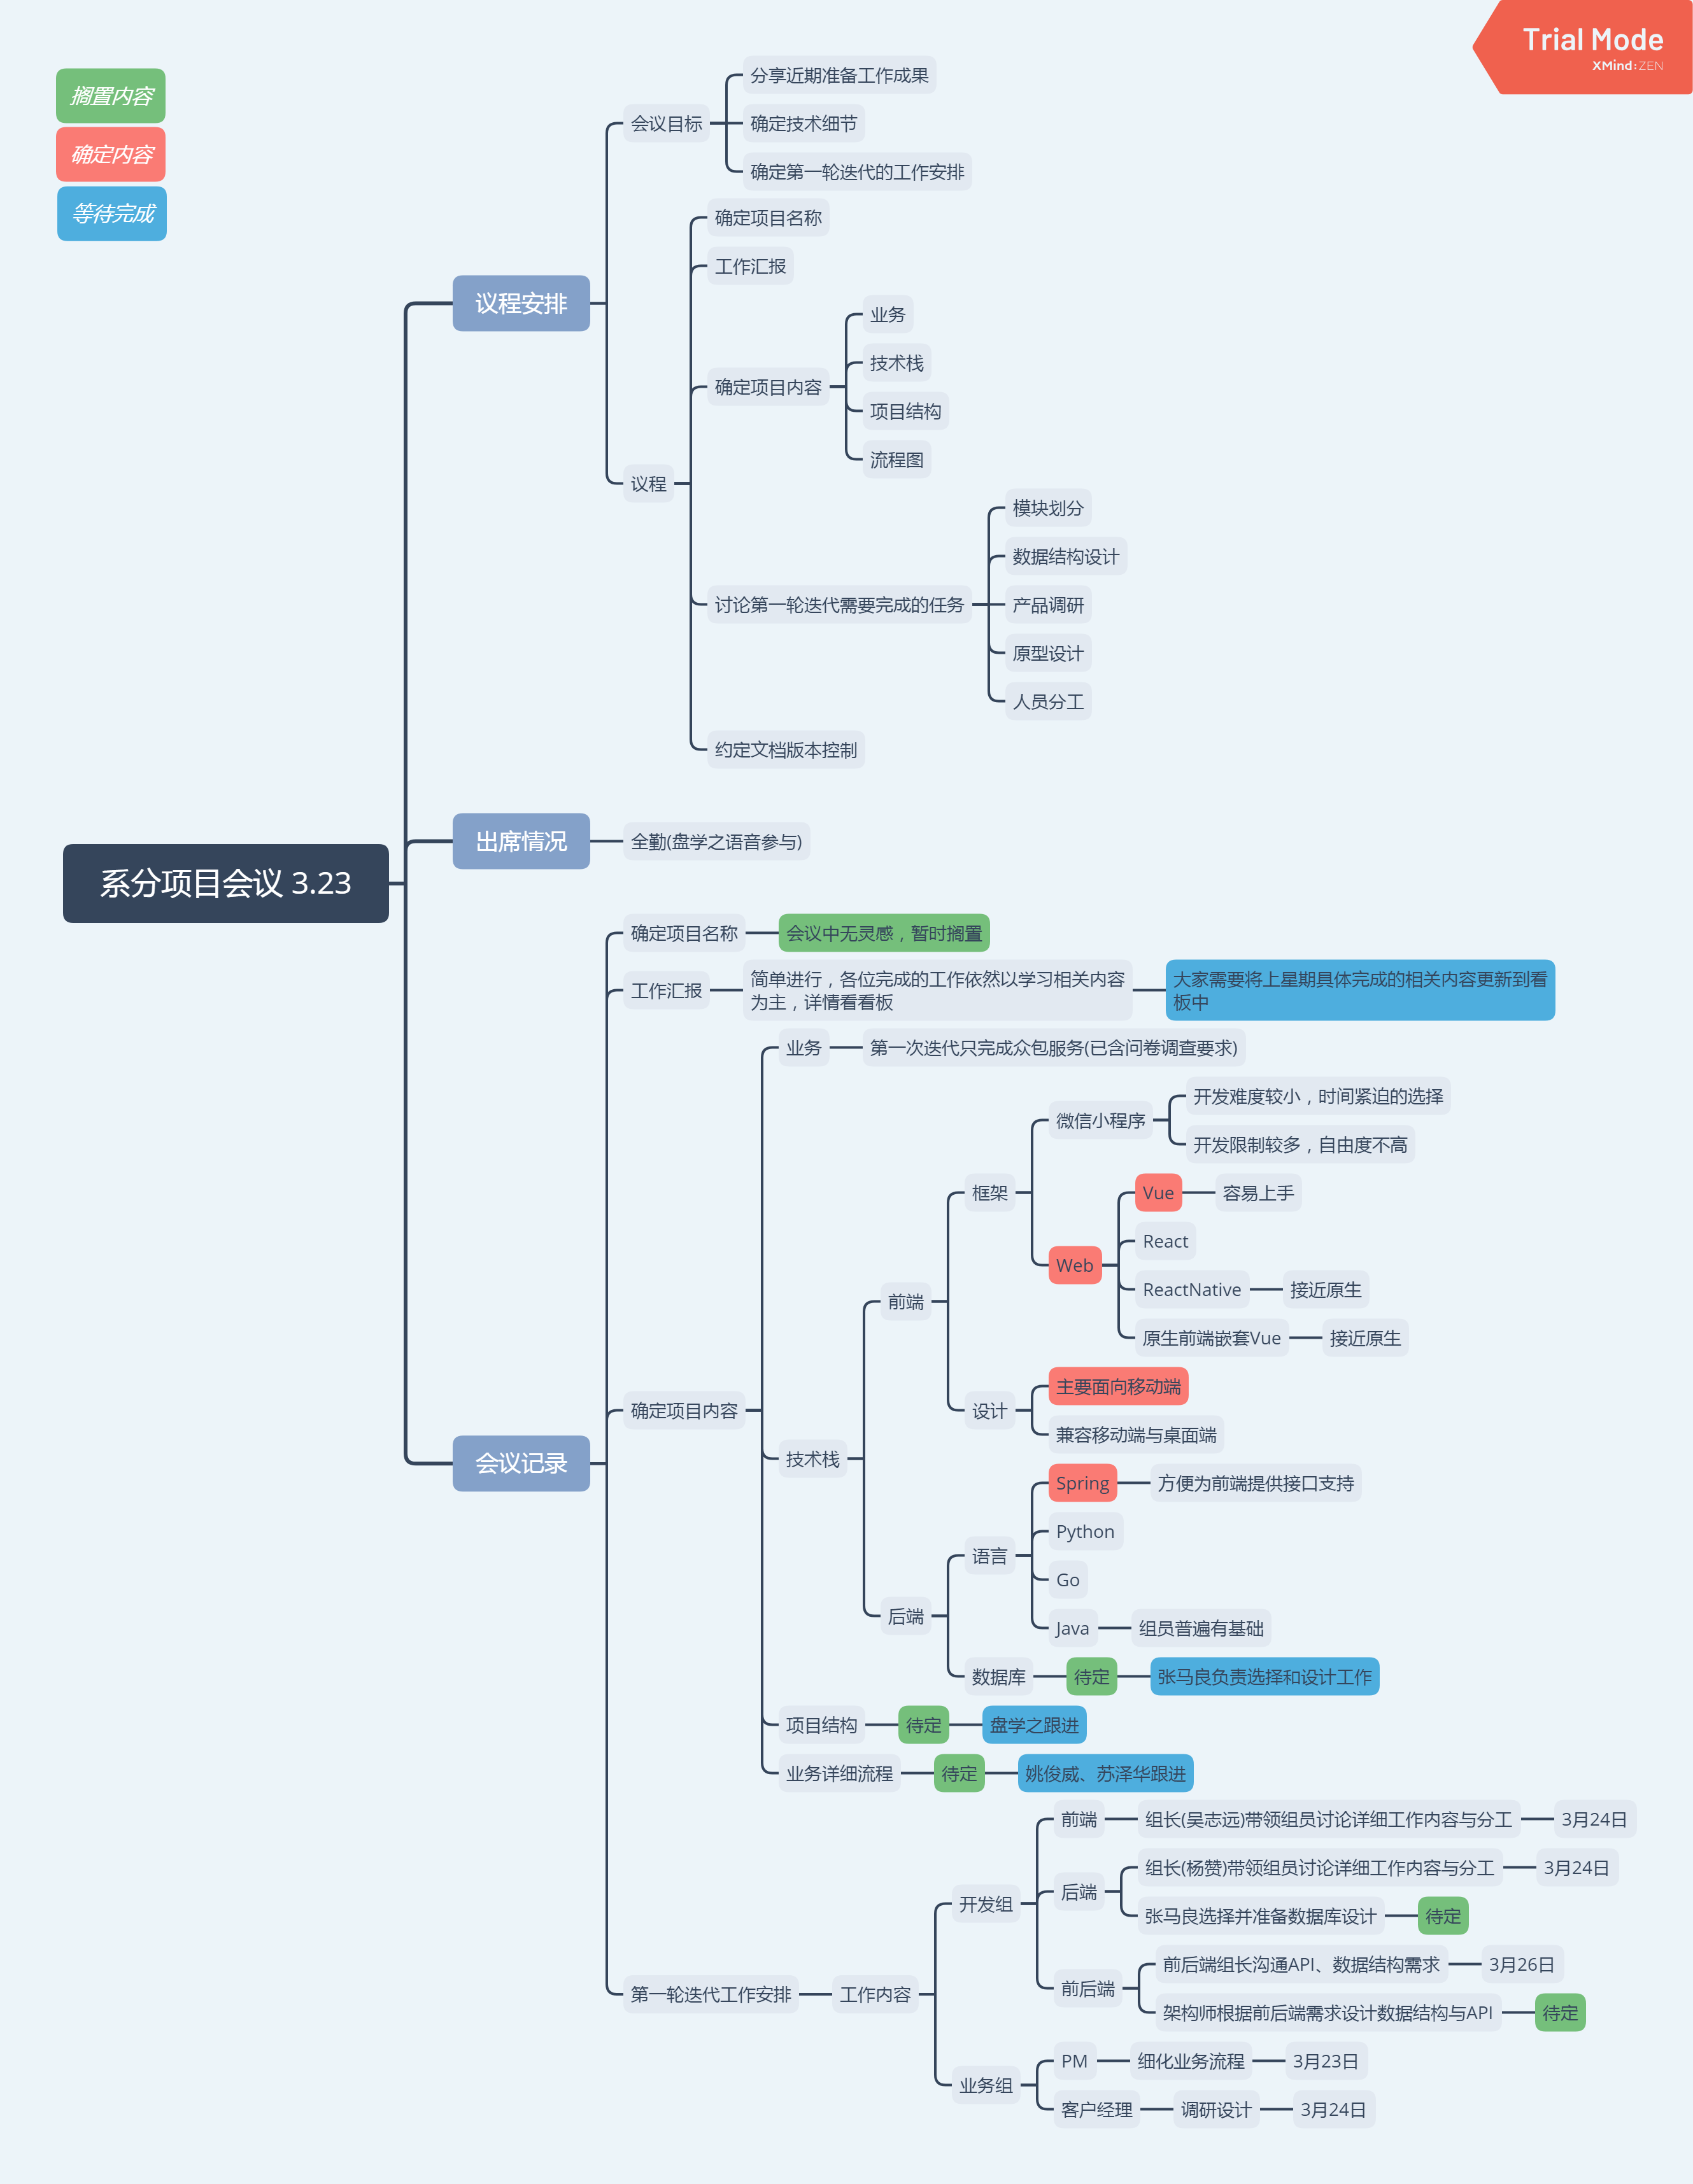 Trial Mode
XMind:ZEN
搁置内容
确定内容
等待完成
系分项目会议 3.23
议程安排
会议目标
分享近期准备工作成果
确定技术细节
确定第一轮迭代的工作安排
议程
确定项目名称
工作汇报
确定项目内容
业务
技术栈
项目结构
流程图
讨论第一轮迭代需要完成的任务
模块划分
数据结构设计
产品调研
原型设计
人员分工
约定文档版本控制
出席情况
全勤(盘学之语音参与)
会议记录
确定项目名称
会议中无灵感，暂时搁置
工作汇报
简单进行，各位完成的工作依然以学习相关内容
为主，详情看看板
大家需要将上星期具体完成的相关内容更新到看
板中
确定项目内容
业务
第一次迭代只完成众包服务(已含问卷调查要求)
技术栈
前端
框架
微信小程序
开发难度较小，时间紧迫的选择
开发限制较多，自由度不高
Web
Vue
容易上手
React
ReactNative
接近原生
原生前端嵌套Vue
接近原生
设计
主要面向移动端
兼容移动端与桌面端
后端
语言
Spring
方便为前端提供接口支持
Python
Go
Java
组员普遍有基础
数据库
待定
张马良负责选择和设计工作
项目结构
待定
盘学之跟进
业务详细流程
待定
姚俊威、苏泽华跟进
第一轮迭代工作安排
工作内容
开发组
前端
组长(吴志远)带领组员讨论详细工作内容与分工
3月24日
后端
组长(杨赞)带领组员讨论详细工作内容与分工
3月24日
张马良选择并准备数据库设计
待定
前后端
前后端组长沟通API、数据结构需求
3月26日
架构师根据前后端需求设计数据结构与API
待定
业务组
PM
细化业务流程
3月23日
客户经理
调研设计
3月24日